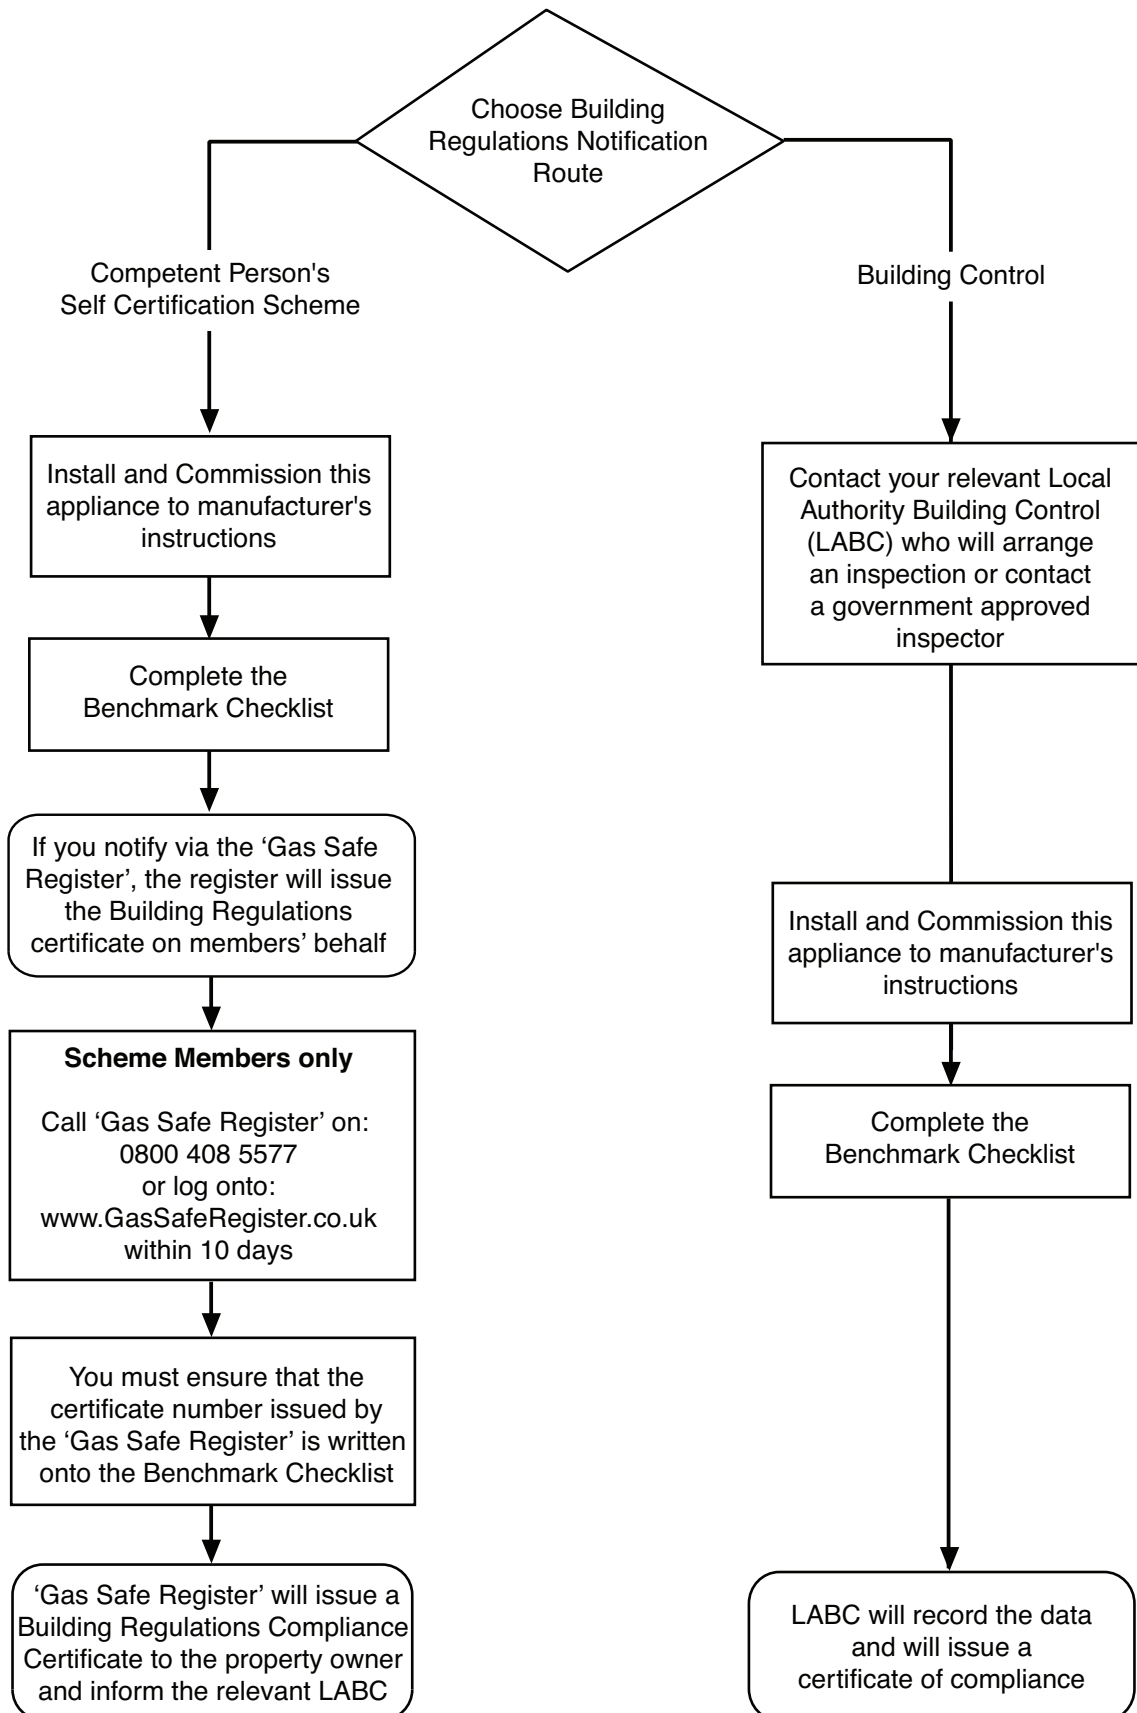 Choose Building
Regulations Notification
Route
Competent Person's
Self Certification Scheme
Building Control
Install and Commission this
appliance to manufacturer's
instructions
Complete the
Benchmark Checklist
If you notify via the ‘Gas Safe
Register’, the register will issue
the Building Regulations
certificate on members’ behalf
Scheme Members only
Call ‘Gas Safe Register’ on:
0800 408 5577
or log onto:
www.GasSafeRegister.co.uk
within 10 days
You must ensure that the
certificate number issued by
the ‘Gas Safe Register’ is written
onto the Benchmark Checklist
‘Gas Safe Register’ will issue a
Building Regulations Compliance
Certificate to the property owner
and inform the relevant LABC
Contact your relevant Local
Authority Building Control
(LABC) who will arrange
an inspection or contact
a government approved
inspector
Install and Commission this
appliance to manufacturer's
instructions
Complete the
Benchmark Checklist
LABC will record the data
and will issue a
certificate of compliance